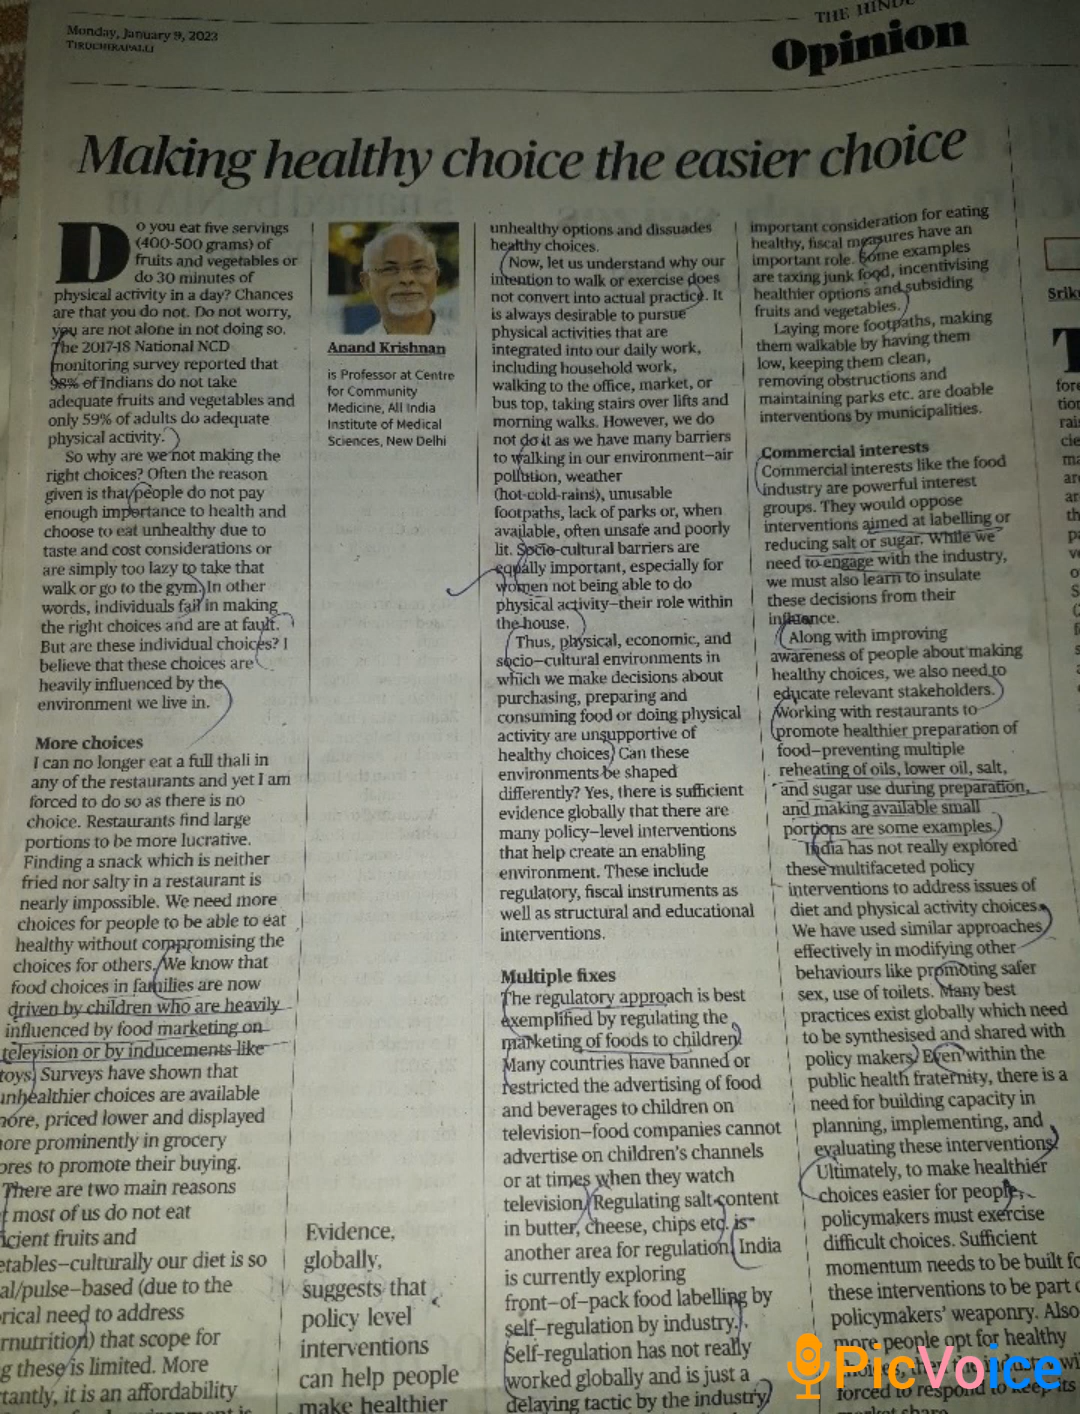 Monday, January 9, 2023
TIRUCHIRAPALLI
THE HINDU
Opinion
Making healthy choice the easier choice
Do you eat five servings
(400-500 grams) of
fruits and vegetables or
do 30 minutes of
physical activity in a day? Chances
are that you do not. Do not worry,
you are not alone in not doing so.
The 2017-18 National NCD
monitoring survey reported that
98% of Indians do not take
adequate fruits and vegetables and
only 59% of adults do adequate
physical activity.
So why are we not making the
right choices? Often the reason
given is that people do not pay
enough importance to health and
choose to eat unhealthy due to
taste and cost considerations or
are simply too lazy to take that
walk or go to the gym. In other
words, individuals fail in making
the right choices and are at fault.
But are these individual choices? I
believe that these choices are
heavily influenced by the
environment we live in.
More choices
I can no longer eat a full thali in
any of the restaurants and yet I am
forced to do so as there is no
choice. Restaurants find large
portions to be more lucrative.
Finding a snack which is neither
fried nor salty in a restaurant is
nearly impossible. We need more
choices for people to be able to eat
healthy without compromising the
choices for others. We know that
food choices in families are now
driven by children who are heavily
influenced by food marketing on
television or by inducements like
toys. Surveys have shown that
unhealthier choices are available
more, priced lower and displayed
more prominently in grocery
ores to promote their buying.
There are two main reasons
t most of us do not eat
icient fruits and
etables–culturally our diet is so
al/pulse-based (due to the
orical need to address
rnutrition) that scope for
g these is limited. More
rtantly, it is an affordability
Anand Krishnan
is Professor at Centre
for Community
Medicine, All India
Institute of Medical
Sciences, New Delhi
Evidence,
globally,
suggests that
policy level
interventions
can help people
make healthier
unhealthy options and dissuades
healthy choices.
Now, let us understand why our
intention to walk or exercise does
not convert into actual practice. It
is always desirable to pursue
physical activities that are
integrated into our daily work,
including household work,
walking to the office, market, or
bus top, taking stairs over lifts and
morning walks. However, we do
not do it as we have many barriers
to walking in our environment–air
pollution, weather
(hot-cold-rains), unusable
footpaths, lack of parks or, when
available, often unsafe and poorly
lit. Socio-cultural barriers are
equally important, especially for
women not being able to do
physical activity–their role within
the house.
Thus, physical, economic, and
socio–cultural environments in
which we make decisions about
purchasing, preparing and
consuming food or doing physical
activity are unsupportive of
healthy choices. Can these
environments be shaped
differently? Yes, there is sufficient
evidence globally that there are
many policy–level interventions
that help create an enabling
environment. These include
regulatory, fiscal instruments as
well as structural and educational
interventions.
Multiple fixes
The regulatory approach is best
exemplified by regulating the
marketing of foods to children.
Many countries have banned or
restricted the advertising of food
and beverages to children on
television–food companies cannot
advertise on children's channels
or at times when they watch
television. Regulating salt content
in butter, cheese, chips etc. is
another area for regulation. India
is currently exploring
front–of–pack food labelling by
self–regulation by industry.
Self-regulation has not really
worked globally and is just a
delaying tactic by the industry.
important consideration for eating
healthy, fiscal measures have an
important role. Some examples
are taxing junk food, incentivising
healthier options and subsiding
fruits and vegetables.
Laying more footpaths, making
them walkable by having them
low, keeping them clean,
removing obstructions and
maintaining parks etc. are doable
interventions by municipalities.
Commercial interests
Commercial interests like the food
industry are powerful interest
groups. They would oppose
interventions aimed at labelling or
reducing salt or sugar. While we
need to engage with the industry,
we must also learn to insulate
these decisions from their
influence.
Along with improving
awareness of people about making
healthy choices, we also need to
educate relevant stakeholders.
Working with restaurants to
promote healthier preparation of
food–preventing multiple
reheating of oils, lower oil, salt,
and sugar use during preparation,
and making available small
portions are some examples.
India has not really explored
these multifaceted policy
interventions to address issues of
diet and physical activity choices.
We have used similar approaches
effectively in modifying other
behaviours like promoting safer
sex, use of toilets. Many best
practices exist globally which need
to be synthesised and shared with
policy makers. Even within the
public health fraternity, there is a
need for building capacity in
planning, implementing, and
evaluating these interventions.
Ultimately, to make healthier
choices easier for people,
policymakers must exercise
difficult choices. Sufficient
momentum needs to be built fo
these interventions to be part o
policymakers' weaponry. Also
more people opt for healthy
forced to respond to keep its
market share.
PicVoice